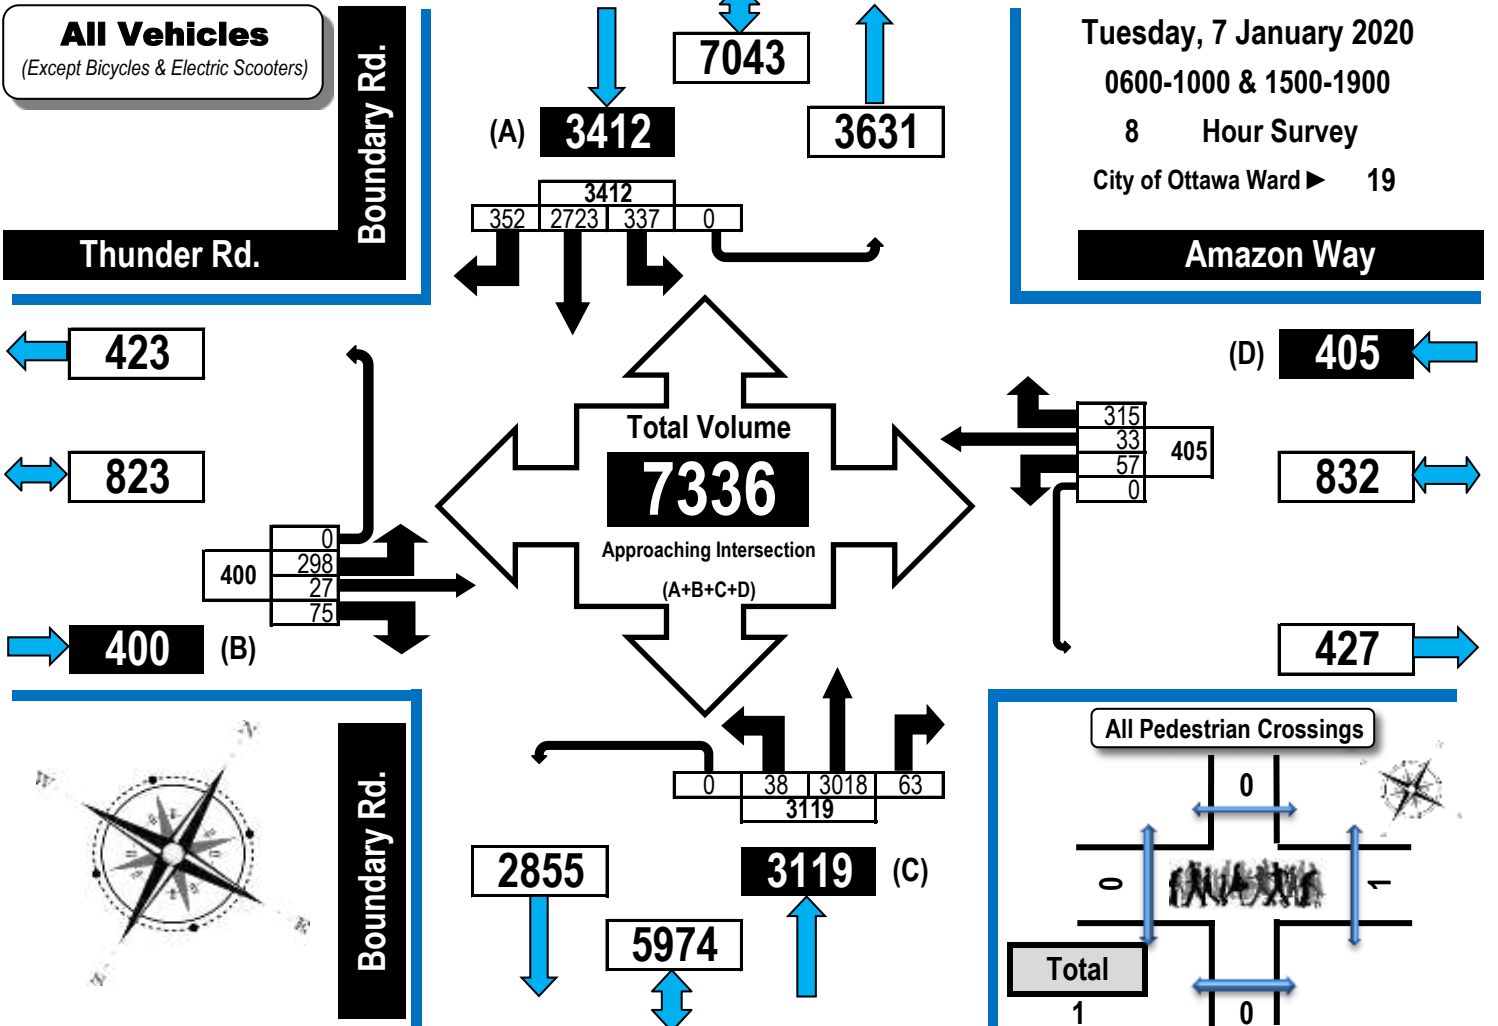 All Vehicles
(Except Bicycles & Electric Scooters)
Boundary Rd.
Thunder Rd.
7043
(A) 3412
3631
3412
352 2723 337 0
Tuesday, 7 January 2020
0600-1000 & 1500-1900
8 Hour Survey
City of Ottawa Ward ► 19
Amazon Way
423
823
0
298
27
75
400
400 (B)
Total Volume
7336
Approaching Intersection
(A+B+C+D)
(D) 405
315
33
57
0
405
832
427
0 38 3018 63
3119
2855
3119 (C)
5974
Boundary Rd.
N
W
E
S
All Pedestrian Crossings
0
0
1
0
Total
1